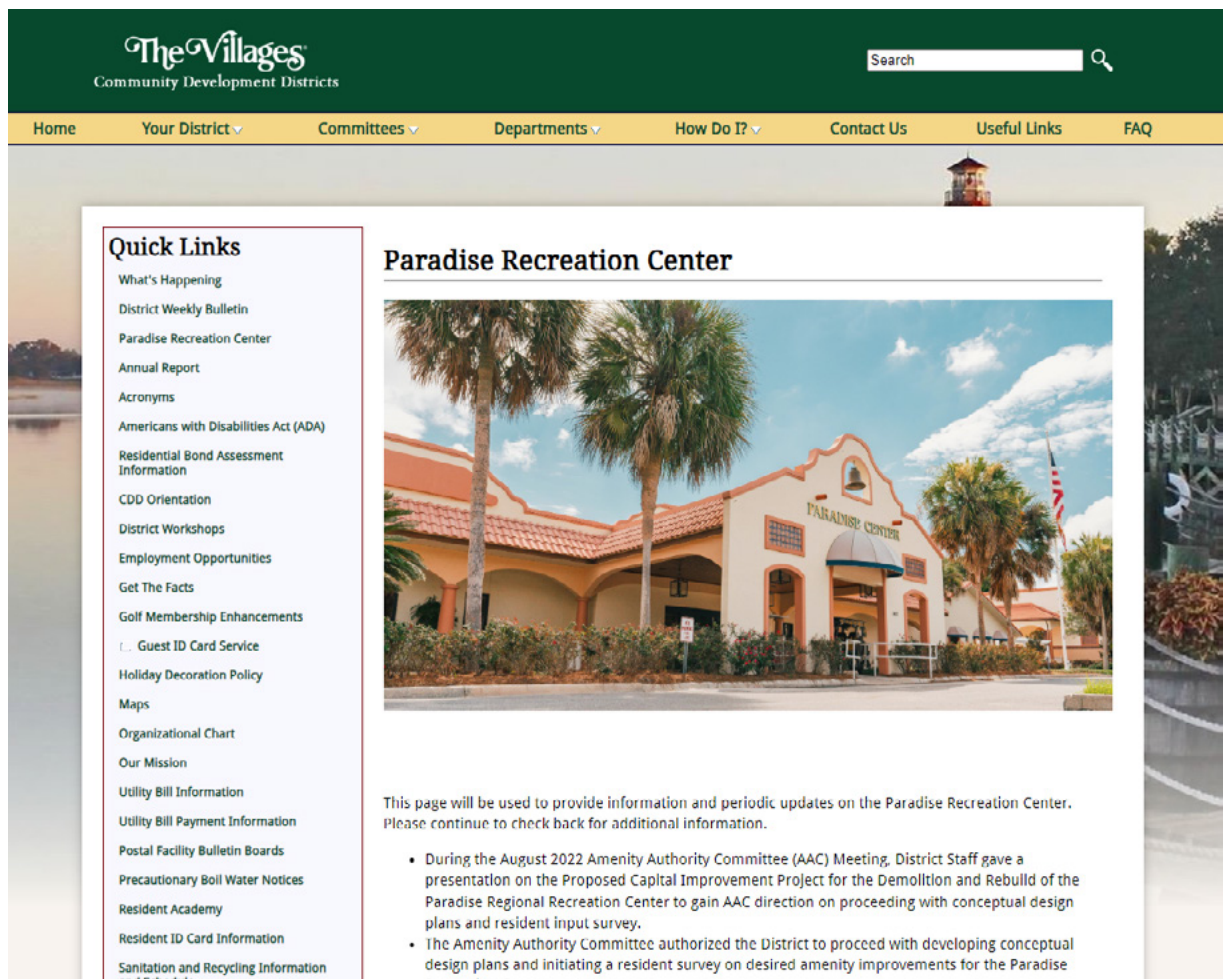 The Villages
Community Development Districts
Search
Home
Your District
Committees
Departments
How Do I?
Contact Us
Useful Links
FAQ
Quick Links
What's Happening
District Weekly Bulletin
Paradise Recreation Center
Annual Report
Acronyms
Americans with Disabilities Act (ADA)
Residential Bond Assessment
Information
CDD Orientation
District Workshops
Employment Opportunities
Get The Facts
Golf Membership Enhancements
Guest ID Card Service
Holiday Decoration Policy
Maps
Organizational Chart
Our Mission
Utility Bill Information
Utility Bill Payment Information
Postal Facility Bulletin Boards
Precautionary Boil Water Notices
Resident Academy
Resident ID Card Information
Sanitation and Recycling Information
Paradise Recreation Center
PARADISE CENTER
This page will be used to provide information and periodic updates on the Paradise Recreation Center.
Please continue to check back for additional information.
• During the August 2022 Amenity Authority Committee (AAC) Meeting, District Staff gave a
presentation on the Proposed Capital Improvement Project for the Demolition and Rebuild of the
Paradise Regional Recreation Center to gain AAC direction on proceeding with conceptual design
plans and resident input survey.
• The Amenity Authority Committee authorized the District to proceed with developing conceptual
design plans and initiating a resident survey on desired amenity improvements for the Paradise